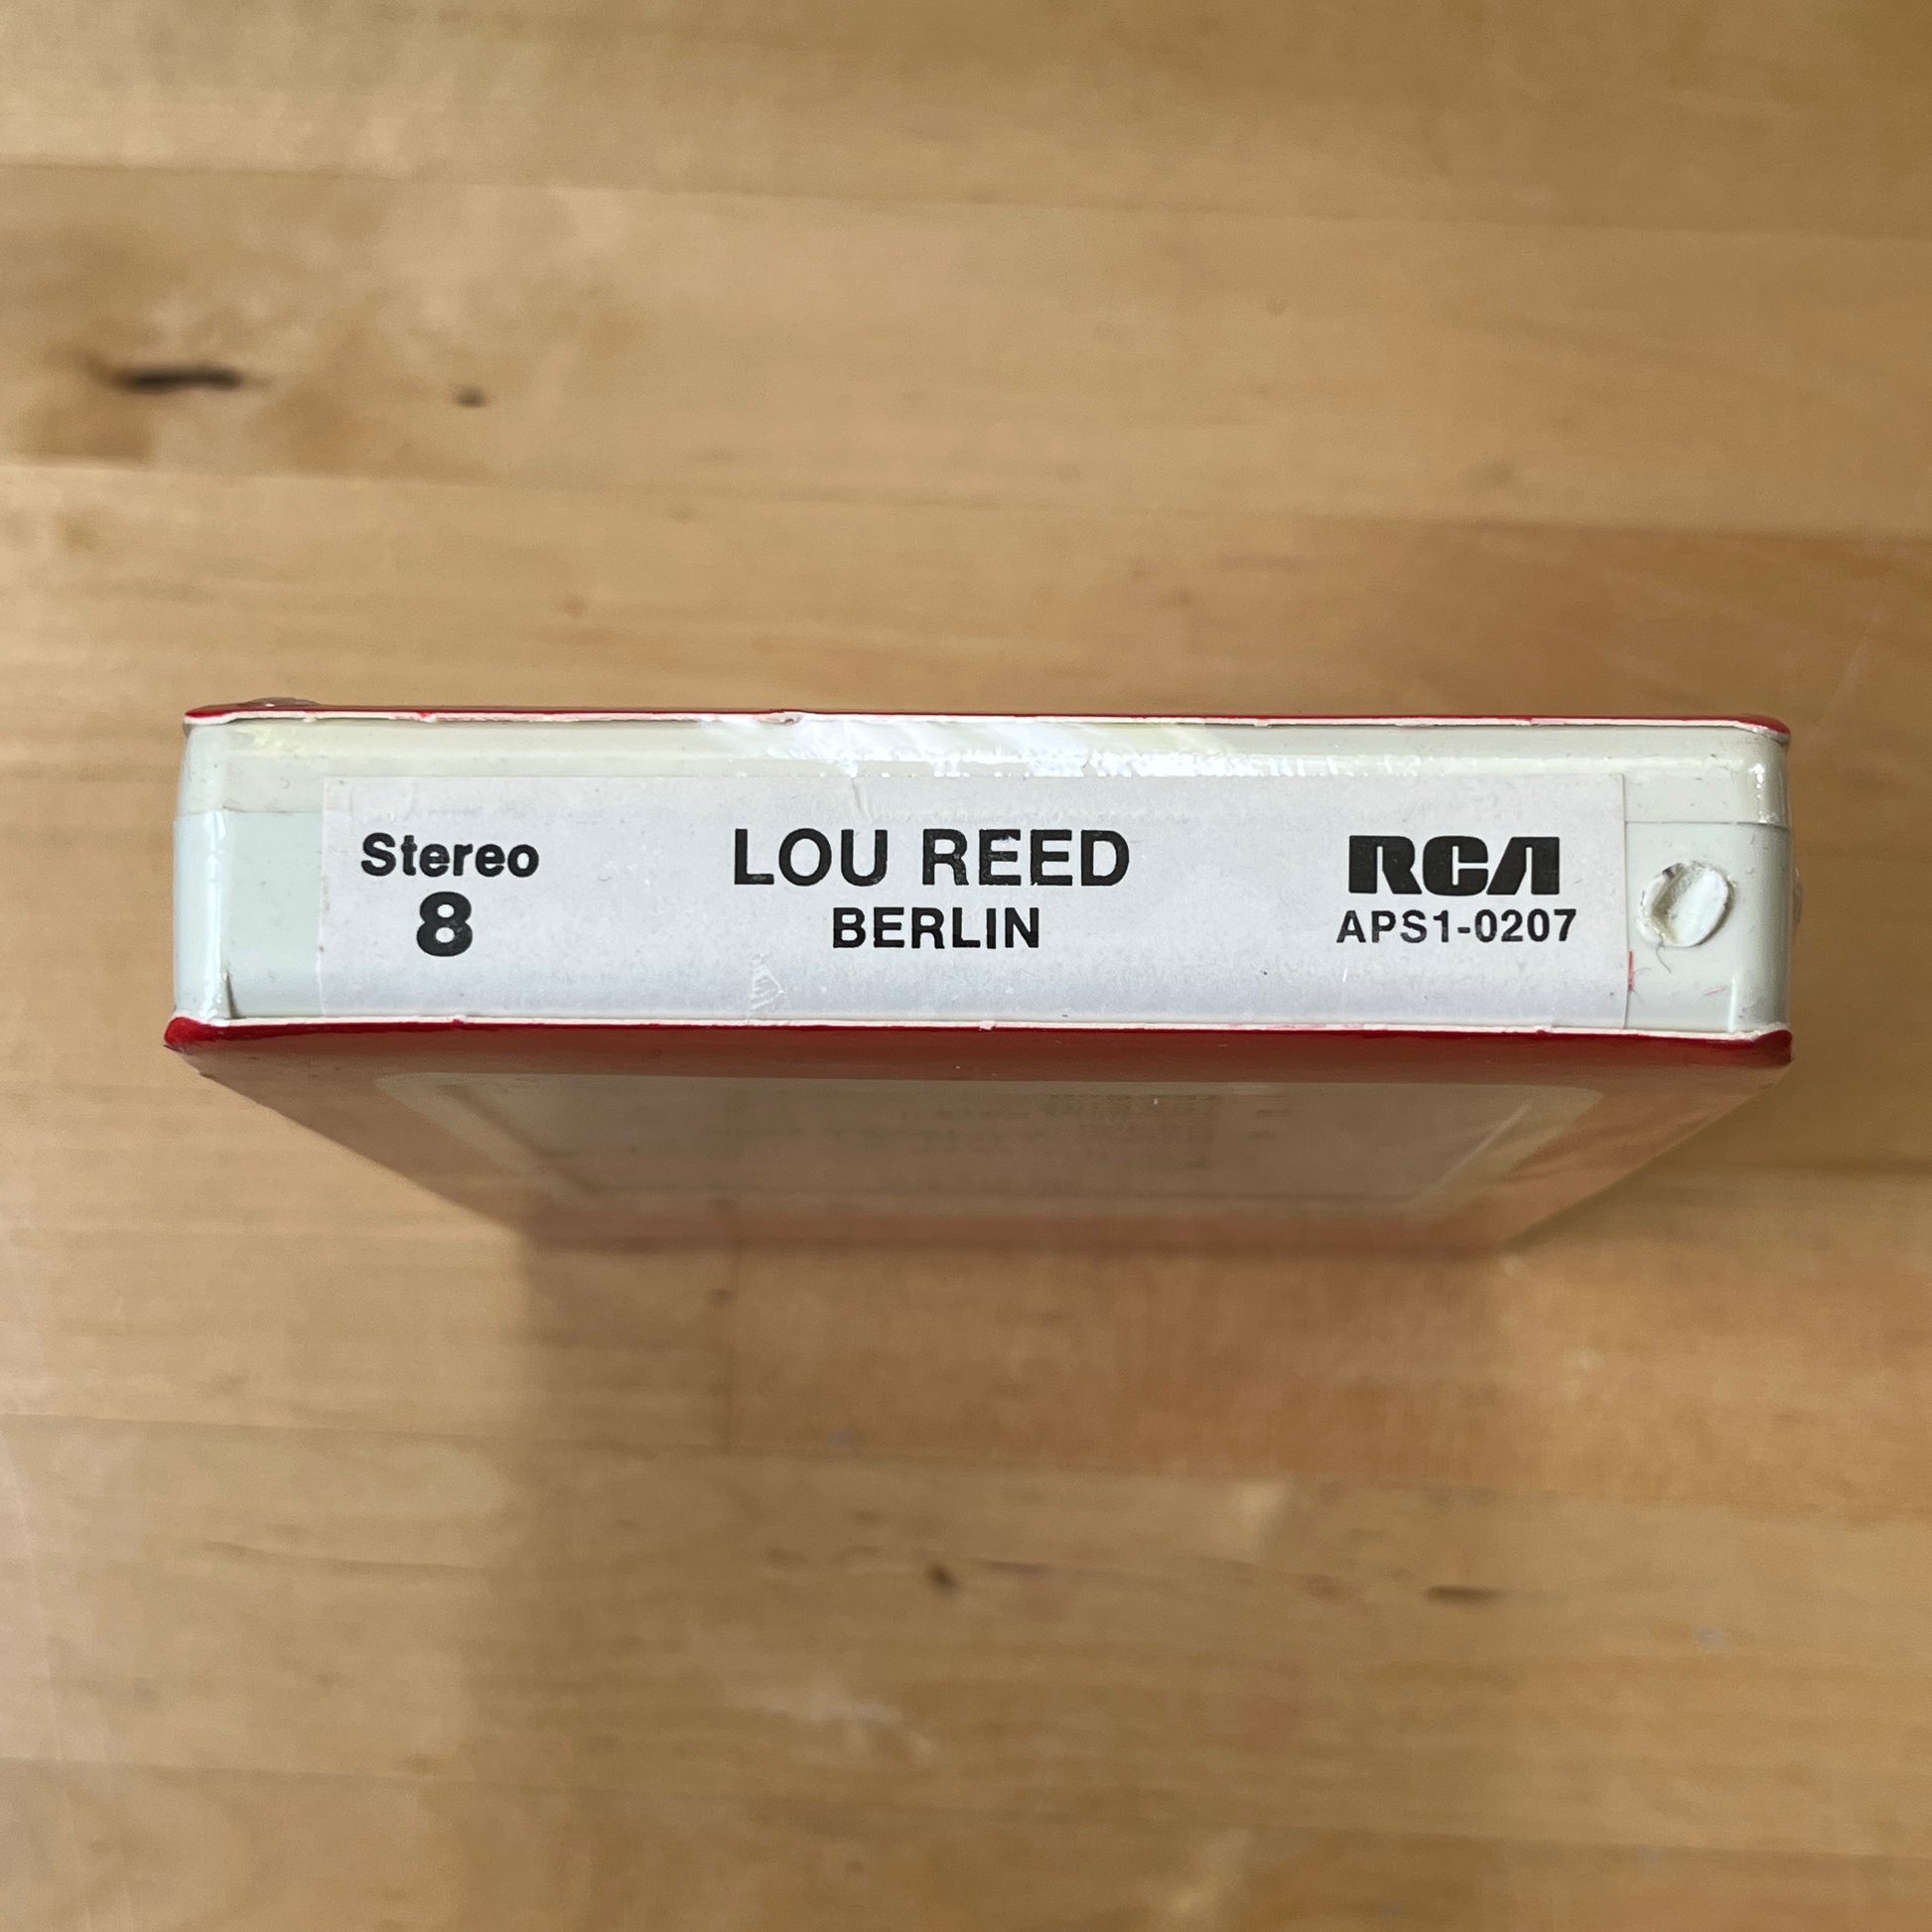 Stereo
8
LOU REED
BERLIN
RCA
APS1-0207